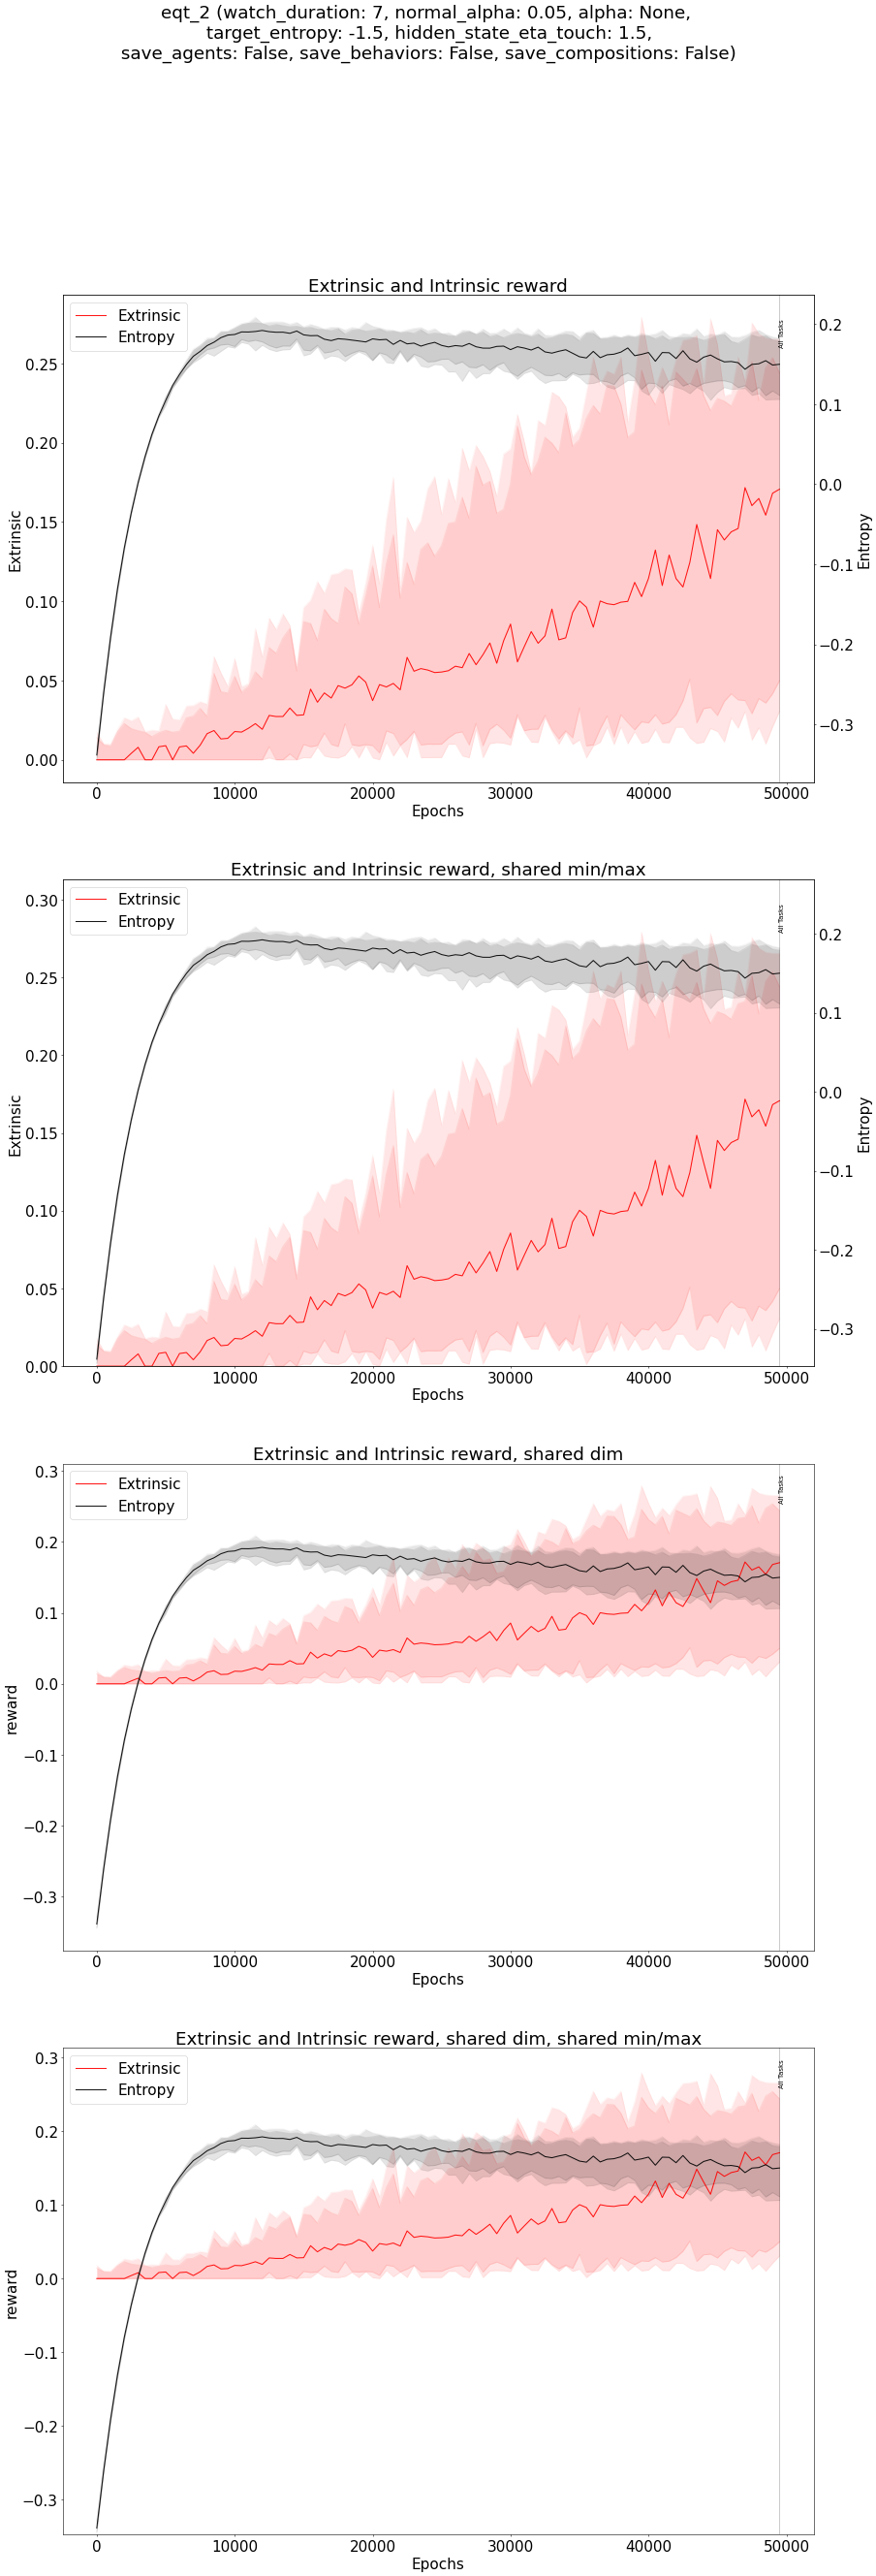 eqt_2 (watch_duration: 7, normal_alpha: 0.05, alpha: None,
target_entropy: -1.5, hidden_state_eta_touch: 1.5,
save_agents: False, save_behaviors: False, save_compositions: False)
Extrinsic and Intrinsic reward
Extrinsic
Entropy
All Tasks
0.25
0.20
0.15
0.10
0.05
0.00
Extrinsic
0.2
0.1
0.0
−0.1
−0.2
−0.3
Entropy
0 10000 20000 30000 40000 50000
Epochs
Extrinsic and Intrinsic reward, shared min/max
Extrinsic
Entropy
All Tasks
0.30
0.25
0.20
0.15
0.10
0.05
0.00
Extrinsic
0.2
0.1
0.0
−0.1
−0.2
−0.3
Entropy
0 10000 20000 30000 40000 50000
Epochs
Extrinsic and Intrinsic reward, shared dim
Extrinsic
Entropy
All Tasks
0.3
0.2
0.1
0.0
−0.1
−0.2
−0.3
reward
0 10000 20000 30000 40000 50000
Epochs
Extrinsic and Intrinsic reward, shared dim, shared min/max
Extrinsic
Entropy
All Tasks
0.3
0.2
0.1
0.0
−0.1
−0.2
−0.3
reward
0 10000 20000 30000 40000 50000
Epochs